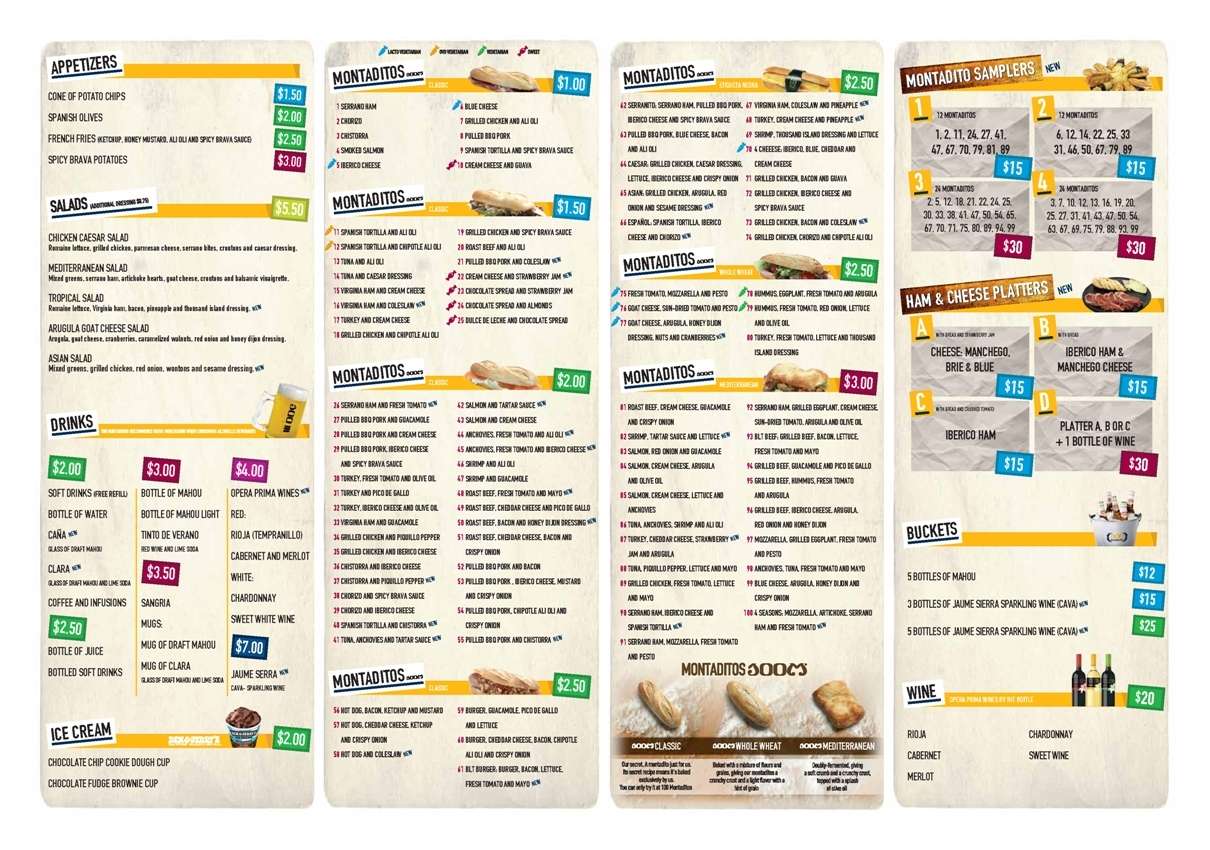 APPETIZERS
CONE OF POTATO CHIPS $1.50
SPANISH OLIVES $2.00
FRENCH FRIES (KETCHUP, HONEY MUSTARD, ALI OLI AND SPICY BRAVA SAUCE) $2.50
SPICY BRAVA POTATOES $3.00
SALADS (ADDITIONAL DRESSING $0.75) $5.50
CHICKEN CAESAR SALAD
Romaine lettuce, grilled chicken, parmesan cheese, serrano bites, croutons and caesar dressing.
MEDITERRANEAN SALAD
Mixed greens, serrano ham, artichoke hearts, goat cheese, croutons and balsamic vinaigrette.
TROPICAL SALAD
Romaine lettuce, Virginia ham, bacon, pineapple and thousand island dressing. NEW
ARUGULA GOAT CHEESE SALAD
Arugula, goat cheese, cranberries, caramelized walnuts, red onion and honey dijon dressing.
ASIAN SALAD
Mixed greens, grilled chicken, red onion, wontons and sesame dressing. NEW
DRINKS
$2.00
SOFT DRINKS (FREE REFILL)
BOTTLE OF WATER
CAÑA NEW
GLASS OF DRAFT MAHOU
CLARA NEW
GLASS OF DRAFT MAHOU AND LIME SODA
COFFEE AND INFUSIONS
$2.50
BOTTLE OF JUICE
BOTTLED SOFT DRINKS
$3.00
BOTTLE OF MAHOU
BOTTLE OF MAHOU LIGHT
TINTO DE VERANO
RED WINE AND LIME SODA
$3.50
SANGRIA
MUGS:
MUG OF DRAFT MAHOU
MUG OF CLARA
GLASS OF DRAFT MAHOU AND LIME SODA
$4.00
OPERA PRIMA WINES NEW
RED:
RIOJA (TEMPRANILLO)
CABERNET AND MERLOT
WHITE:
CHARDONNAY
SWEET WHITE WINE
$7.00
JAUME SERRA NEW
CAVA- SPARKLING WINE
ICE CREAM BEN & JERRY'S $2.00
CHOCOLATE CHIP COOKIE DOUGH CUP
CHOCOLATE FUDGE BROWNIE CUP
LACTO VEGETARIAN OVO VEGETARIAN VEGETARIAN SWEET
MONTADITOS CLASSIC $1.00
1 SERRANO HAM
2 CHORIZO
3 CHISTORRA
4 SMOKED SALMON
5 IBERICO CHEESE
6 BLUE CHEESE
7 GRILLED CHICKEN AND ALI OLI
8 PULLED BBQ PORK
9 SPANISH TORTILLA AND SPICY BRAVA SAUCE
10 CREAM CHEESE AND GUAVA
MONTADITOS CLASSIC $1.50
11 SPANISH TORTILLA AND ALI OLI
12 SPANISH TORTILLA AND CHIPOTLE ALI OLI
13 TUNA AND ALI OLI
14 TUNA AND CAESAR DRESSING
15 VIRGINIA HAM AND CREAM CHEESE
16 VIRGINIA HAM AND COLESLAW NEW
17 TURKEY AND CREAM CHEESE
18 GRILLED CHICKEN AND CHIPOTLE ALI OLI
19 GRILLED CHICKEN AND SPICY BRAVA SAUCE
20 ROAST BEEF AND ALI OLI
21 PULLED BBQ PORK AND COLESLAW NEW
22 CREAM CHEESE AND STRAWBERRY JAM NEW
23 CHOCOLATE SPREAD AND STRAWBERRY JAM
24 CHOCOLATE SPREAD AND ALMONDS
25 DULCE DE LECHE AND CHOCOLATE SPREAD
MONTADITOS CLASSIC $2.00
26 SERRANO HAM AND FRESH TOMATO NEW
27 PULLED BBQ PORK AND GUACAMOLE
28 PULLED BBQ PORK AND CREAM CHEESE
29 PULLED BBQ PORK, IBERICO CHEESE
AND SPICY BRAVA SAUCE
30 TURKEY, FRESH TOMATO AND OLIVE OIL
31 TURKEY AND PICO DE GALLO
32 TURKEY, IBERICO CHEESE AND OLIVE OIL
33 VIRGINIA HAM AND GUACAMOLE
34 GRILLED CHICKEN AND PIQUILLO PEPPER
35 GRILLED CHICKEN AND IBERICO CHEESE
36 CHISTORRA AND IBERICO CHEESE
37 CHISTORRA AND PIQUILLO PEPPER NEW
38 CHORIZO AND SPICY BRAVA SAUCE
39 CHORIZO AND IBERICO CHEESE
40 SPANISH TORTILLA AND CHISTORRA NEW
41 TUNA, ANCHOVIES AND TARTAR SAUCE NEW
42 SALMON AND TARTAR SAUCE NEW
43 SALMON AND CREAM CHEESE
44 ANCHOVIES, FRESH TOMATO AND ALI OLI NEW
45 ANCHOVIES, FRESH TOMATO AND IBERICO CHEESE NEW
46 SHRIMP AND ALI OLI
47 SHRIMP AND GUACAMOLE
48 ROAST BEEF, FRESH TOMATO AND MAYO NEW
49 ROAST BEEF, CHEDDAR CHEESE AND PICO DE GALLO
50 ROAST BEEF, BACON AND HONEY DIJON DRESSING NEW
51 ROAST BEEF, CHEDDAR CHEESE, BACON AND
CRISPY ONION
52 PULLED BBQ PORK AND BACON
53 PULLED BBQ PORK , IBERICO CHEESE, MUSTARD
AND CRISPY ONION
54 PULLED BBQ PORK, CHIPOTLE ALI OLI AND
CRISPY ONION
55 PULLED BBQ PORK AND CHISTORRA NEW
MONTADITOS CLASSIC $2.50
56 HOT DOG, BACON, KETCHUP AND MUSTARD
57 HOT DOG, CHEDDAR CHEESE, KETCHUP
AND CRISPY ONION
58 HOT DOG AND COLESLAW NEW
59 BURGER, GUACAMOLE, PICO DE GALLO
AND LETTUCE
60 BURGER, CHEDDAR CHEESE, BACON, CHIPOTLE
ALI OLI AND CRISPY ONION
61 BLT BURGER: BURGER, BACON, LETTUCE,
FRESH TOMATO AND MAYO NEW
MONTADITOS ETIQUETA NEGRA $2.50
62 SERRANITO: SERRANO HAM, PULLED BBQ PORK,
IBERICO CHEESE AND SPICY BRAVA SAUCE
63 PULLED BBQ PORK, BLUE CHEESE, BACON
AND ALI OLI
64 CAESAR: GRILLED CHICKEN, CAESAR DRESSING,
LETTUCE, IBERICO CHEESE AND CRISPY ONION
65 ASIAN: GRILLED CHICKEN, ARUGULA, RED
ONION AND SESAME DRESSING NEW
66 ESPAÑOL: SPANISH TORTILLA, IBERICO
CHEESE AND CHORIZO NEW
67 VIRGINIA HAM, COLESLAW AND PINEAPPLE NEW
68 TURKEY, CREAM CHEESE AND PINEAPPLE NEW
69 SHRIMP, THOUSAND ISLAND DRESSING AND LETTUCE
70 4 CHEESE: IBERICO, BLUE, CHEDDAR AND
CREAM CHEESE
71 GRILLED CHICKEN, BACON AND GUAVA
72 GRILLED CHICKEN, IBERICO CHEESE AND
SPICY BRAVA SAUCE
73 GRILLED CHICKEN, BACON AND COLESLAW NEW
74 GRILLED CHICKEN, CHORIZO AND CHIPOTLE ALI OLI
MONTADITOS WHOLE WHEAT $2.50
75 FRESH TOMATO, MOZZARELLA AND PESTO
76 GOAT CHEESE, SUN-DRIED TOMATO AND PESTO
77 GOAT CHEESE, ARUGULA, HONEY DIJON
DRESSING, NUTS AND CRANBERRIES NEW
78 HUMMUS, EGGPLANT, FRESH TOMATO AND ARUGULA
79 HUMMUS, FRESH TOMATO, RED ONION, LETTUCE
AND OLIVE OIL
80 TURKEY, FRESH TOMATO, LETTUCE AND THOUSAND
ISLAND DRESSING
MONTADITOS MEDITERRANEAN $3.00
81 ROAST BEEF, CREAM CHEESE, GUACAMOLE
AND CRISPY ONION
82 SHRIMP, TARTAR SAUCE AND LETTUCE NEW
83 SALMON, RED ONION AND GUACAMOLE
84 SALMON, CREAM CHEESE, ARUGULA
AND OLIVE OIL
85 SALMON, CREAM CHEESE, LETTUCE AND
ANCHOVIES
86 TUNA, ANCHOVIES, SHRIMP AND ALI OLI
87 TURKEY, CHEDDAR CHEESE, STRAWBERRY NEW
JAM AND ARUGULA
88 TUNA, PIQUILLO PEPPER, LETTUCE AND MAYO
89 GRILLED CHICKEN, FRESH TOMATO, LETTUCE
AND MAYO
90 SERRANO HAM, IBERICO CHEESE AND
SPANISH TORTILLA NEW
91 SERRANO HAM, MOZZARELLA, FRESH TOMATO
AND PESTO
92 SERRANO HAM, GRILLED EGGPLANT, CREAM CHEESE,
SUN-DRIED TOMATO, ARUGULA AND OLIVE OIL
93 BLT BEEF: GRILLED BEEF, BACON, LETTUCE,
FRESH TOMATO AND MAYO
94 GRILLED BEEF, GUACAMOLE AND PICO DE GALLO
95 GRILLED BEEF, HUMMUS, FRESH TOMATO
AND ARUGULA
96 GRILLED BEEF, IBERICO CHEESE, ARUGULA,
RED ONION AND HONEY DIJON
97 MOZZARELLA, GRILLED EGGPLANT, FRESH TOMATO
AND PESTO
98 ANCHOVIES, TUNA, FRESH TOMATO AND MAYO
99 BLUE CHEESE, ARUGULA, HONEY DIJON AND
CRISPY ONION
100 4 SEASONS: MOZZARELLA, ARTICHOKE, SERRANO
HAM AND FRESH TOMATO NEW
MONTADITOS
CLASSIC
Our secret. A montadito just for us.
Its secret recipe means it's baked
exclusively by us.
You can only try it at 100 Montaditos
WHOLE WHEAT
Baked with a mixture of flours and
grains, giving our montaditos a
crunchy crust and a light flavor with a
hint of grain
MEDITERRANEAN
Doubly-fermented, giving
a soft crumb and a crunchy crust,
topped with a splash
of olive oil
MONTADITO SAMPLERS NEW
1 12 MONTADITOS
1, 2, 11, 24, 27, 41,
47, 67, 70, 79, 81, 89
$15
2 12 MONTADITOS
6, 12, 14, 22, 25, 33
31, 46, 50, 67, 79, 89
$15
3 24 MONTADITOS
2, 5, 12, 18, 21, 22, 24, 25,
30, 33, 38, 41, 47, 50, 54, 65,
67, 70, 71, 75, 80, 89, 94, 99
$30
4 24 MONTADITOS
3, 7, 10, 12, 13, 16, 19, 20,
25, 27, 31, 41, 43, 47, 50, 54,
63, 67, 69, 75, 79, 88, 93, 99
$30
HAM & CHEESE PLATTERS NEW
A WITH BREAD AND STRAWBERRY JAM
CHEESE: MANCHEGO,
BRIE & BLUE
$15
B WITH BREAD
IBERICO HAM &
MANCHEGO CHEESE
$15
C WITH BREAD AND CRUSHED TOMATO
IBERICO HAM
$15
D
PLATTER A, B OR C
+ 1 BOTTLE OF WINE
$30
BUCKETS
5 BOTTLES OF MAHOU $12
3 BOTTLES OF JAUME SIERRA SPARKLING WINE (CAVA) NEW $15
5 BOTTLES OF JAUME SIERRA SPARKLING WINE (CAVA) NEW $25
WINE OPERA PRIMA WINES BY THE BOTTLE $20
RIOJA
CABERNET
MERLOT
CHARDONNAY
SWEET WINE